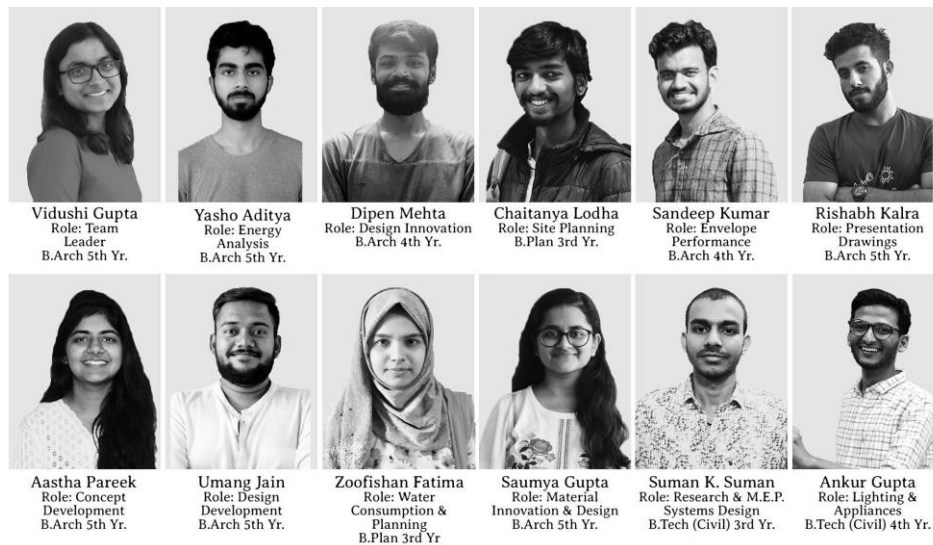 Vidushi Gupta
Role: Team
Leader
B.Arch 5th Yr.
Yasho Aditya
Role: Energy
Analysis
B.Arch 5th Yr.
Dipen Mehta
Role: Design Innovation
B.Arch 4th Yr.
Chaitanya Lodha
Role: Site Planning
B.Plan 3rd Yr.
Sandeep Kumar
Role: Envelope
Performance
B.Arch 4th Yr.
Rishabh Kalra
Role: Presentation
Drawings
B.Arch 5th Yr.
Aastha Pareek
Role: Concept
Development
B.Arch 5th Yr.
Umang Jain
Role: Design
Development
B.Arch 5th Yr.
Zoofishan Fatima
Role: Water
Consumption &
Planning
B.Plan 3rd Yr
Saumya Gupta
Role: Material
Innovation & Design
B.Arch 5th Yr.
Suman K. Suman
Role: Research & M.E.P.
Systems Design
B.Tech (Civil) 3rd Yr.
Ankur Gupta
Role: Lighting &
Appliances
B.Tech (Civil) 4th Yr.